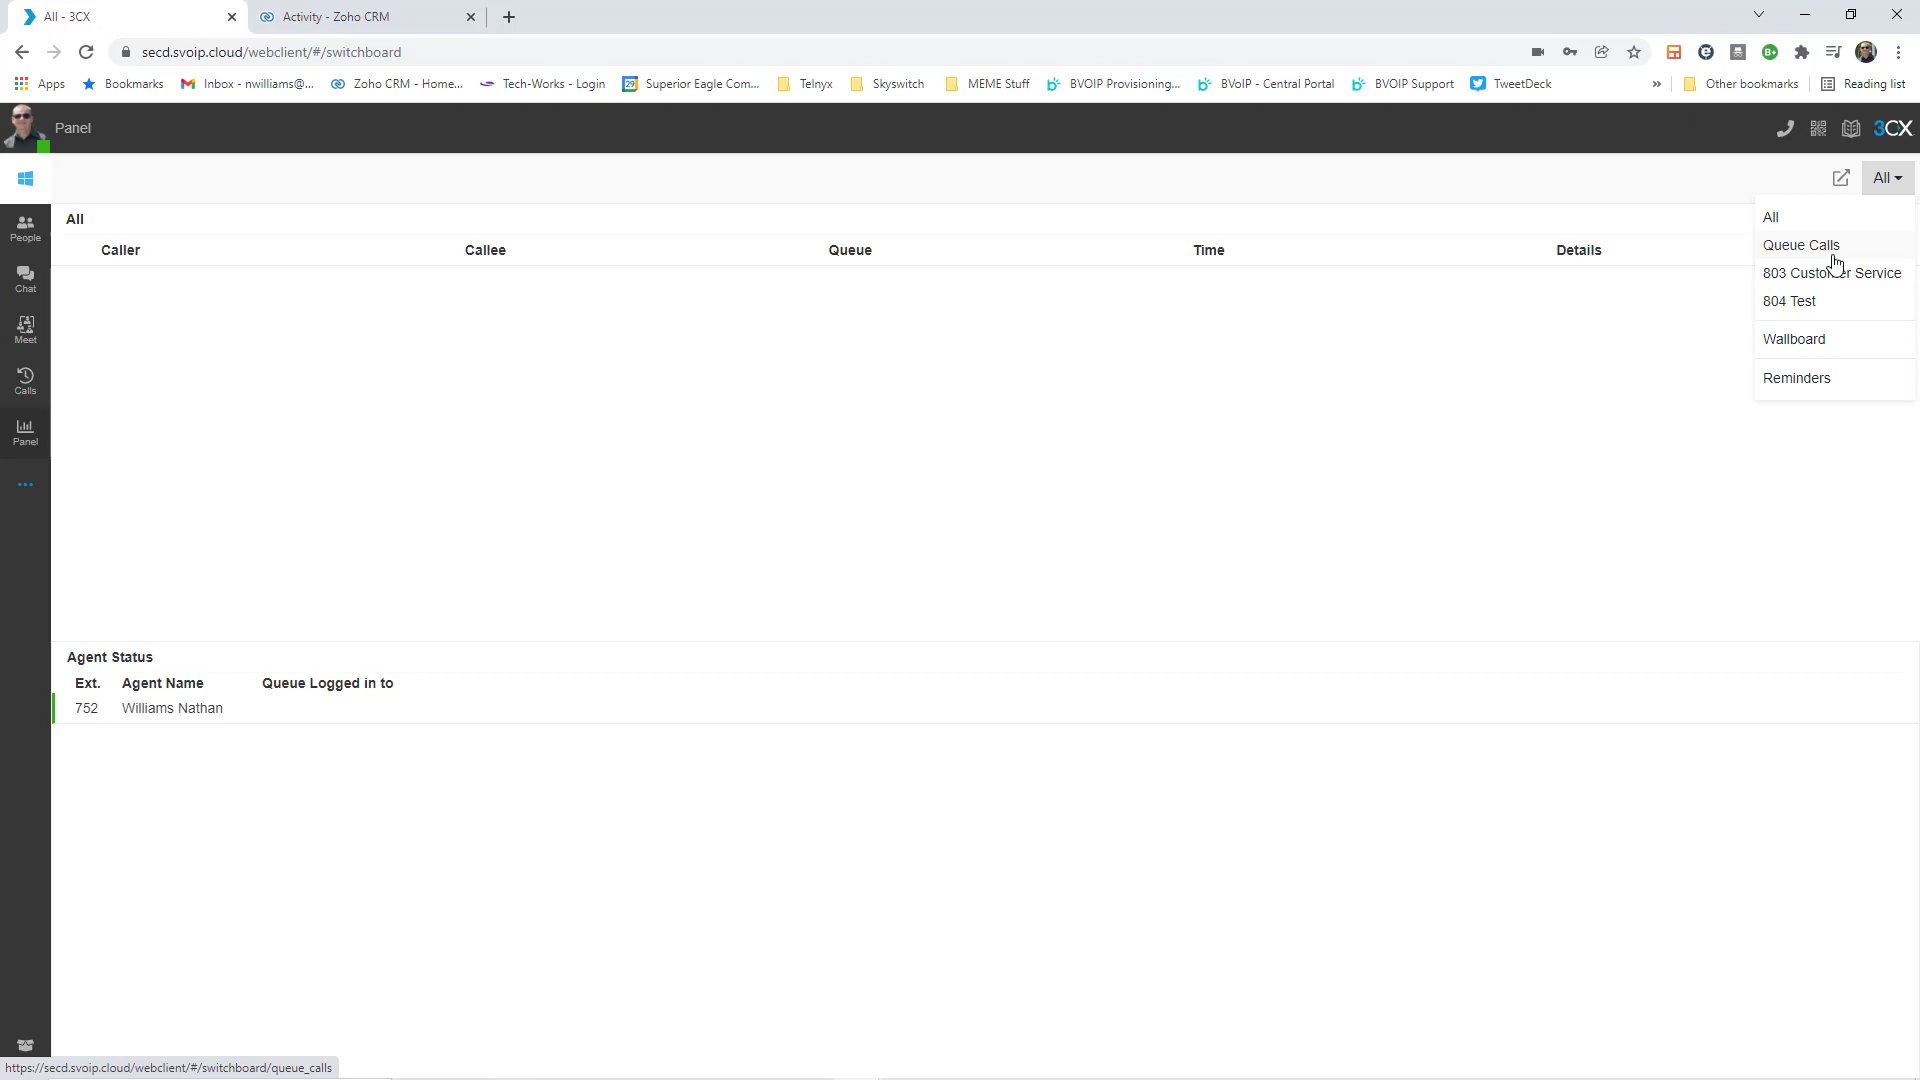 All - 3CX
Activity - Zoho CRM
secd.svoip.cloud/webclient/#/switchboard
Apps
Bookmarks
Inbox - nwilliams@...
Zoho CRM - Home...
Tech-Works - Login
Superior Eagle Com...
Telnyx
Skyswitch
MEME Stuff
BVOIP Provisioning...
BVoIP - Central Portal
BVOIP Support
TweetDeck
»
Other bookmarks
Reading list
Panel
3CX
All
People
Chat
Meet
Calls
Panel
All
Caller
Callee
Queue
Time
Details
All
Queue Calls
803 Customer Service
804 Test
Wallboard
Reminders
Agent Status
Ext.
Agent Name
Queue Logged in to
752
Williams Nathan
https://secd.svoip.cloud/webclient/#/switchboard/queue_calls